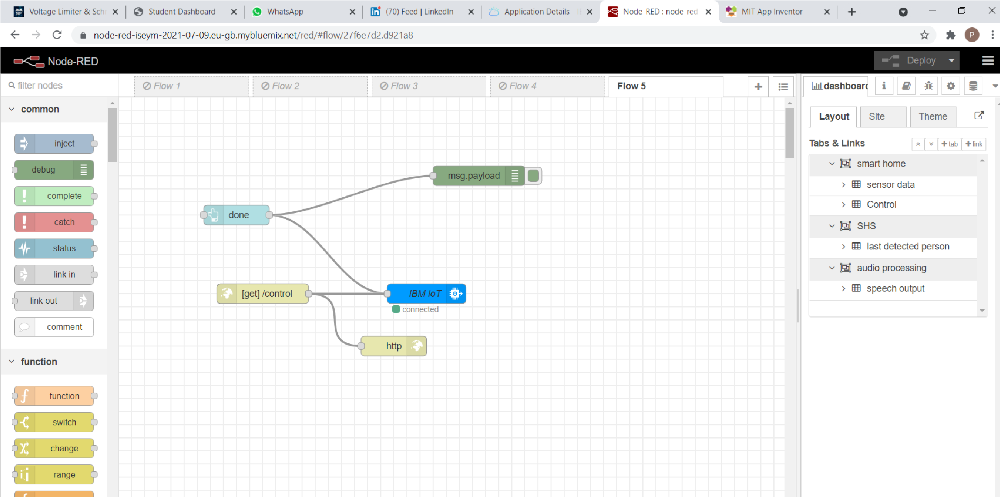 Voltage Limiter & Schr
Student Dashboard
WhatsApp
(70) Feed | LinkedIn
Application Details - I
Node-RED : node-red
MIT App Inventor
node-red-iseym-2021-07-09.eu-gb.mybluemix.net/red/#flow/27f6e7d2.d921a8
P
Node-RED
Deploy
filter nodes
Flow 1
Flow 2
Flow 3
Flow 4
Flow 5
dashboard
common
inject
debug
complete
catch
status
link in
link out
comment
function
function
switch
change
range
done
msg.payload
[get] /control
IBM IoT
connected
http
Layout
Site
Theme
Tabs & Links
tab
link
smart home
sensor data
Control
SHS
last detected person
audio processing
speech output